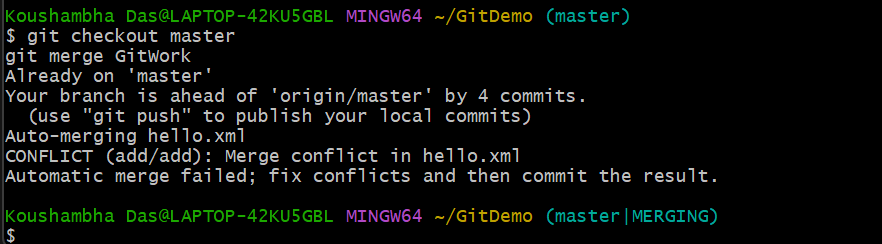 Koushambha Das@LAPTOP-42KU5GBL MINGW64 ~/GitDemo (master)
$ git checkout master
git merge GitWork
Already on 'master'
Your branch is ahead of 'origin/master' by 4 commits.
  (use "git push" to publish your local commits)
Auto-merging hello.xml
CONFLICT (add/add): Merge conflict in hello.xml
Automatic merge failed; fix conflicts and then commit the result.
Koushambha Das@LAPTOP-42KU5GBL MINGW64 ~/GitDemo (master|MERGING)
$